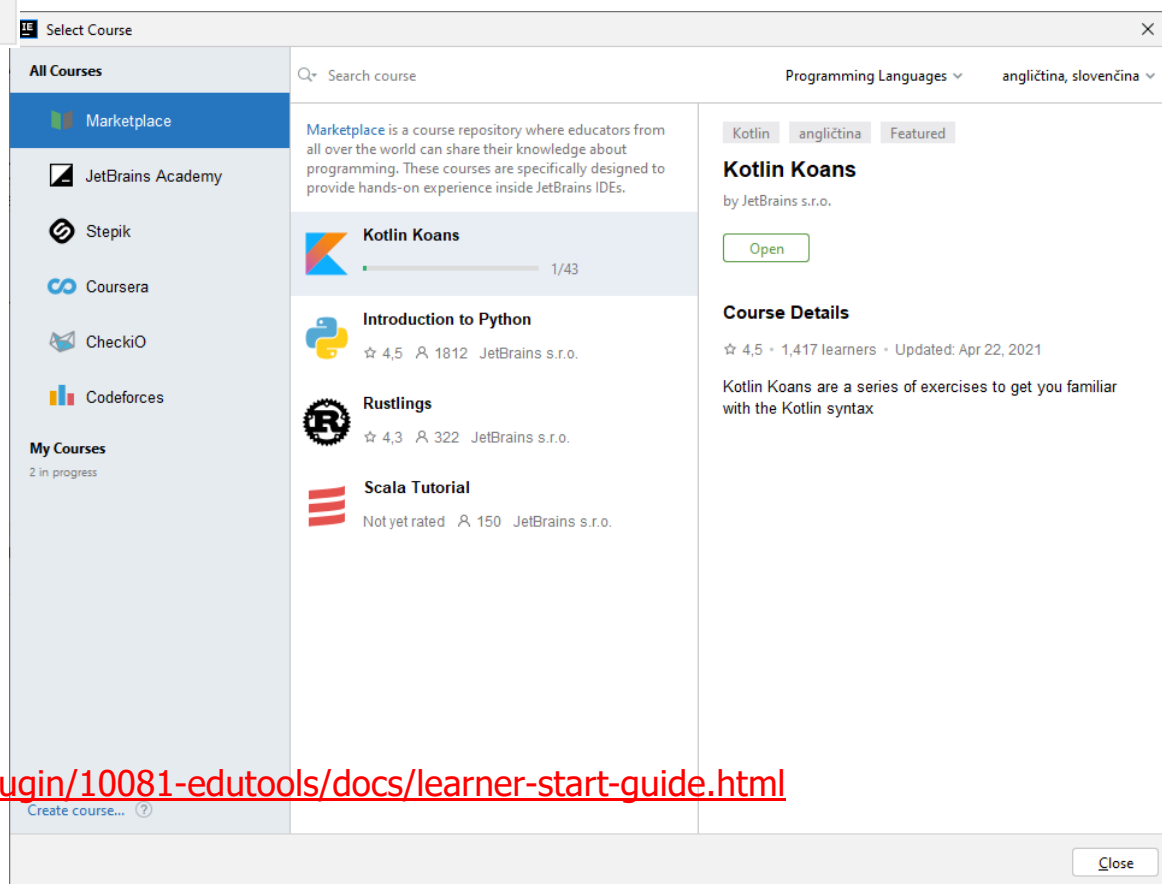 IE Select Course
All Courses
Marketplace
JetBrains Academy
Stepik
Coursera
CheckiO
Codeforces
My Courses
2 in progress
Create course... ?
Search course
Programming Languages
angličtina, slovenčina
Marketplace is a course repository where educators from
all over the world can share their knowledge about
programming. These courses are specifically designed to
provide hands-on experience inside JetBrains IDEs.
Kotlin Koans
1/43
Introduction to Python
4,5 1812 JetBrains s.r.o.
Rustlings
R
4,3 322 JetBrains s.r.o.
Scala Tutorial
Not yet rated 150 JetBrains s.r.o.
Kotlin angličtina Featured
Kotlin Koans
by JetBrains s.r.o.
Open
Course Details
4,5 • 1,417 learners • Updated: Apr 22, 2021
Kotlin Koans are a series of exercises to get you familiar
with the Kotlin syntax
ugin/10081-edutools/docs/learner-start-guide.html
Close